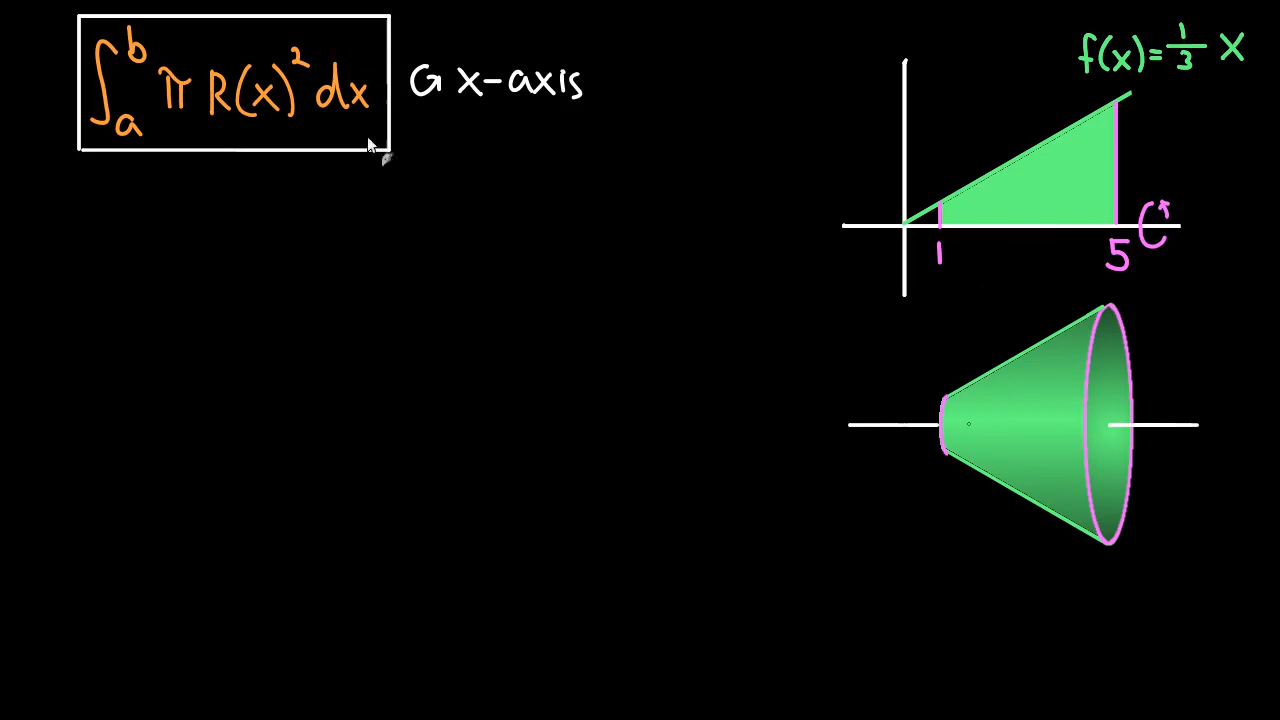 ∫_a^b π R(x)² dx
G x-axis
f(x) = 1/3 x
1
5